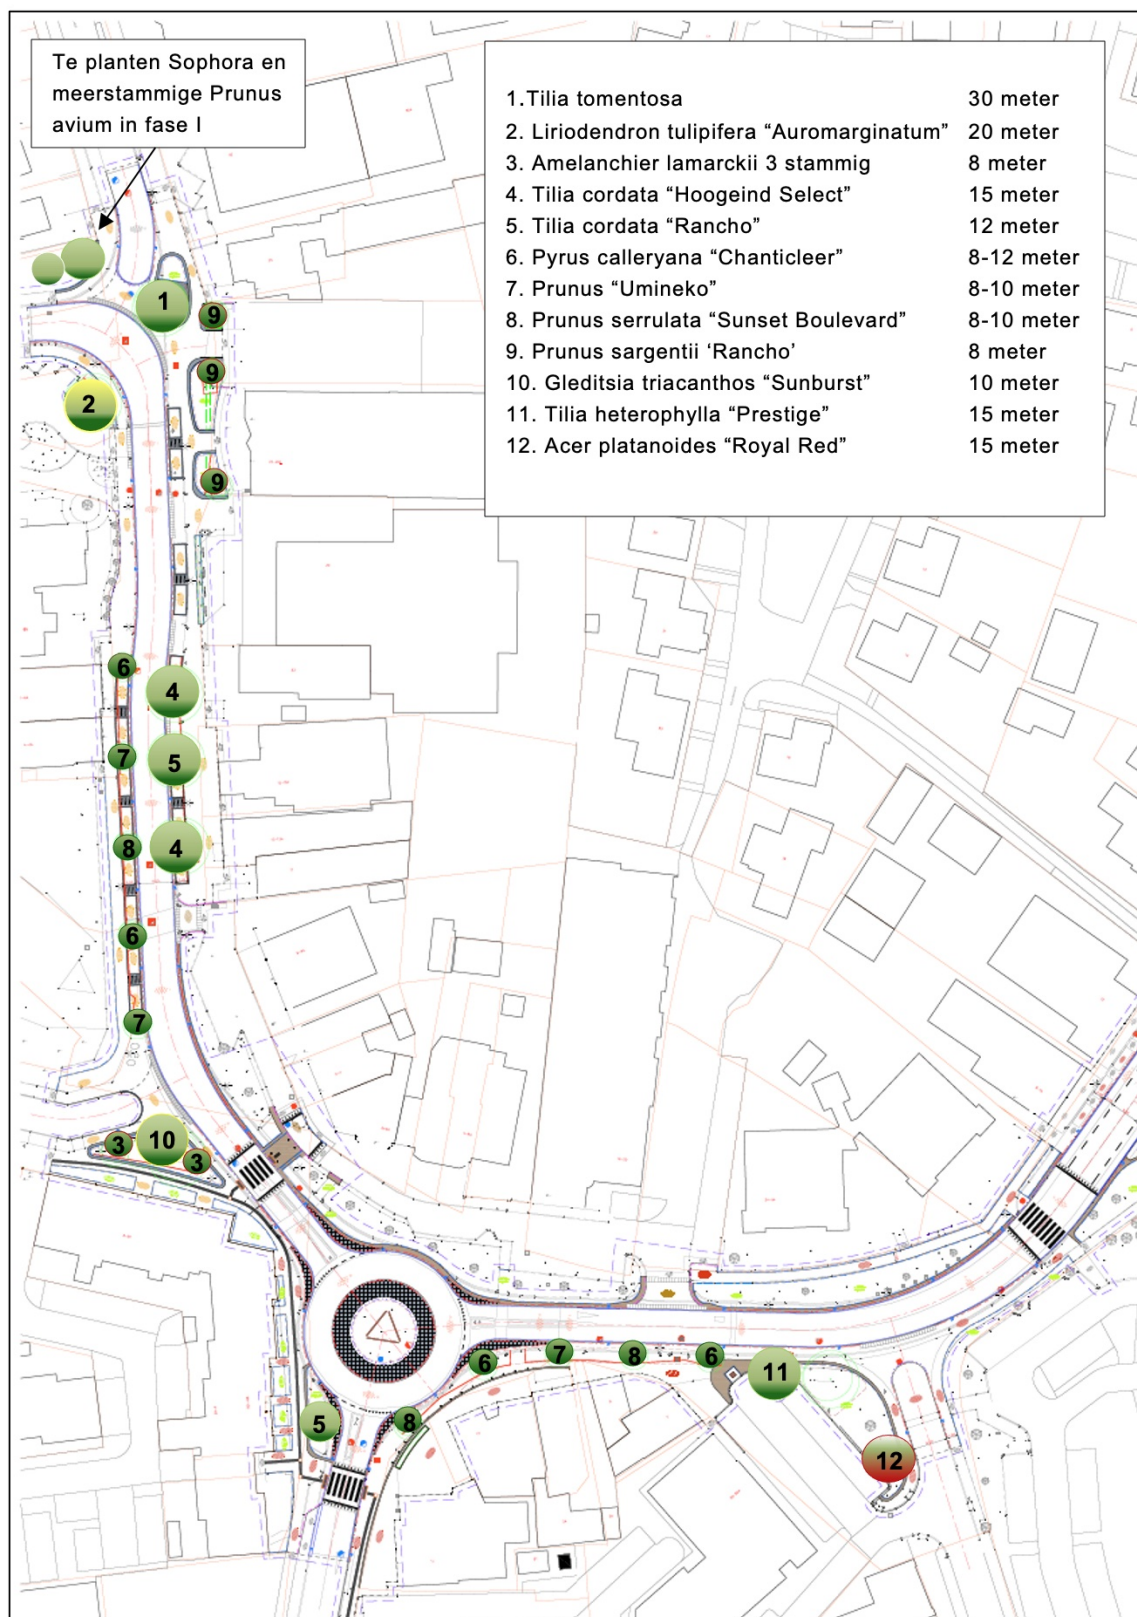 Te planten Sophora en
meerstammige Prunus
avium in fase I
1.Tilia tomentosa 30 meter
2. Liriodendron tulipifera “Auromarginatum” 20 meter
3. Amelanchier lamarckii 3 stammig 8 meter
4. Tilia cordata “Hoogeind Select” 15 meter
5. Tilia cordata “Rancho” 12 meter
6. Pyrus calleryana “Chanticleer” 8-12 meter
7. Prunus “Umineko” 8-10 meter
8. Prunus serrulata “Sunset Boulevard” 8-10 meter
9. Prunus sargentii ‘Rancho’ 8 meter
10. Gleditsia triacanthos “Sunburst” 10 meter
11. Tilia heterophylla “Prestige” 15 meter
12. Acer platanoides “Royal Red” 15 meter
1
9
9
2
9
6
4
7
5
8
4
6
7
3
10
3
6
7
8
6
11
5
8
12